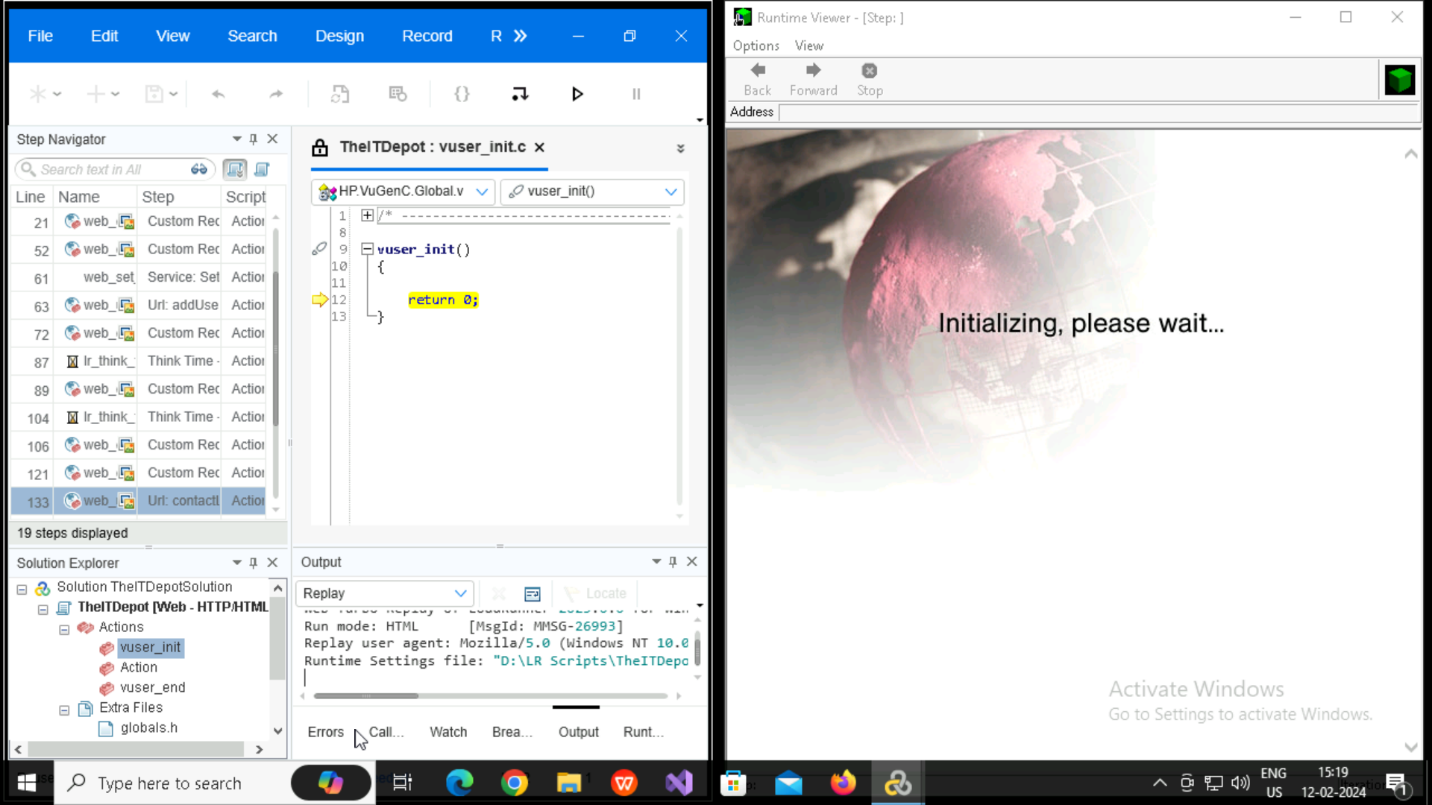 File Edit View Search Design Record R
Step Navigator
Search text in All
Line Name Step Script
21 web_ Custom Rec Action
52 web_ Custom Rec Action
61 web_set_ Service: Set Action
63 web_ Url: addUse Action
72 web_ Custom Rec Action
87 lr_think_ Think Time - Action
89 web_ Custom Rec Action
104 lr_think_ Think Time - Action
106 web_ Custom Rec Action
121 web_ Custom Rec Action
133 web_ Url: contactl Action
19 steps displayed
Solution Explorer
Solution TheITDepotSolution
TheITDepot [Web - HTTP/HTML
Actions
vuser_init
Action
vuser_end
Extra Files
globals.h
TheITDepot : vuser_init.c
HP.VuGenC.Global.v vuser_init()
1 /* ----------------------------------
8
9 vuser_init()
10 {
11
12 return 0;
13 }
Output
Replay Locate
Run mode: HTML [MsgId: MMSG-26993]
Replay user agent: Mozilla/5.0 (Windows NT 10.0
Runtime Settings file: "D:\LR Scripts\TheITDepo
Errors Call... Watch Brea... Output Runt...
Runtime Viewer - [Step: ]
Options View
Back Forward Stop
Address
Initializing, please wait...
Activate Windows
Go to Settings to activate Windows.
Type here to search
ENG
US
15:19
12-02-2024
1